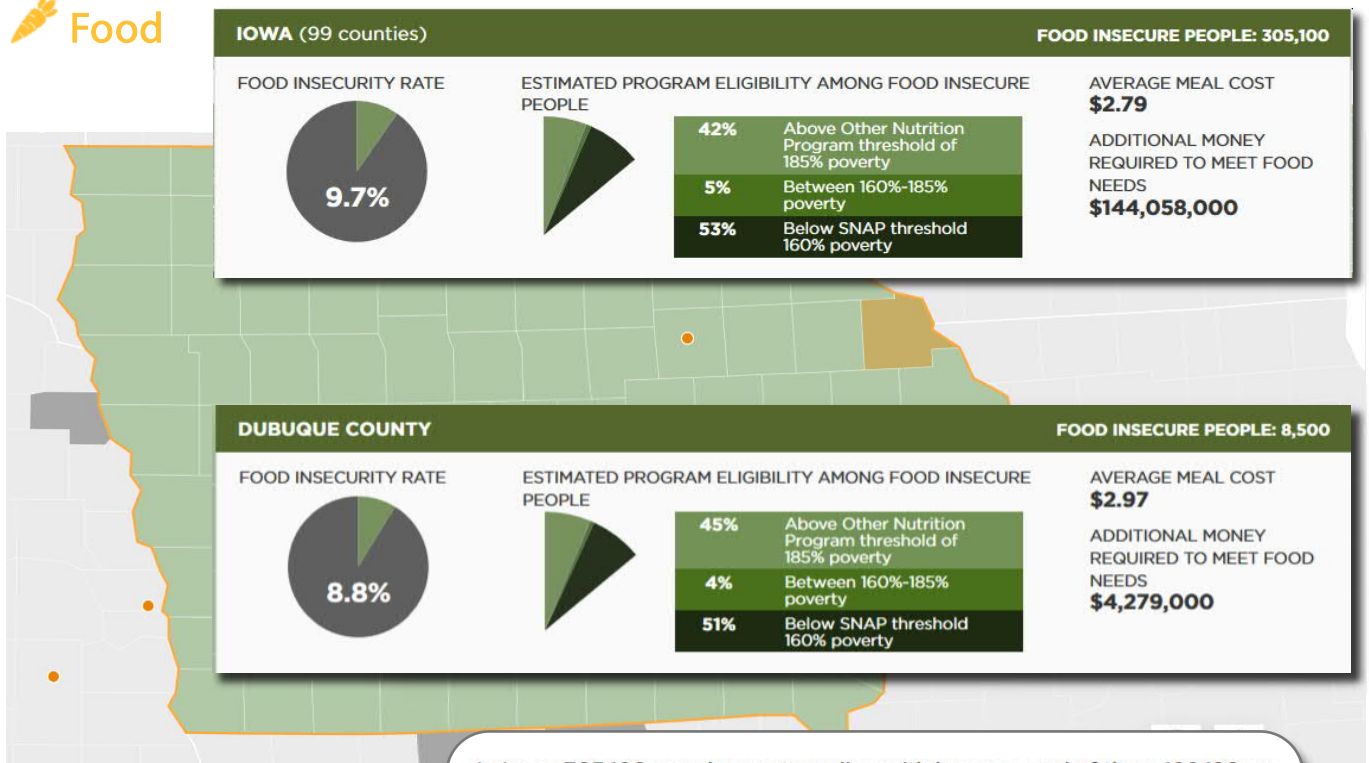 Food
IOWA (99 counties)
FOOD INSECURE PEOPLE: 305,100
FOOD INSECURITY RATE
9.7%
ESTIMATED PROGRAM ELIGIBILITY AMONG FOOD INSECURE
PEOPLE
42% Above Other Nutrition
Program threshold of
185% poverty
5% Between 160%-185%
poverty
53% Below SNAP threshold
160% poverty
AVERAGE MEAL COST
$2.79
ADDITIONAL MONEY
REQUIRED TO MEET FOOD
NEEDS
$144,058,000
DUBUQUE COUNTY
FOOD INSECURE PEOPLE: 8,500
FOOD INSECURITY RATE
8.8%
ESTIMATED PROGRAM ELIGIBILITY AMONG FOOD INSECURE
PEOPLE
45% Above Other Nutrition
Program threshold of
185% poverty
4% Between 160%-185%
poverty
51% Below SNAP threshold
160% poverty
AVERAGE MEAL COST
$2.97
ADDITIONAL MONEY
REQUIRED TO MEET FOOD
NEEDS
$4,279,000